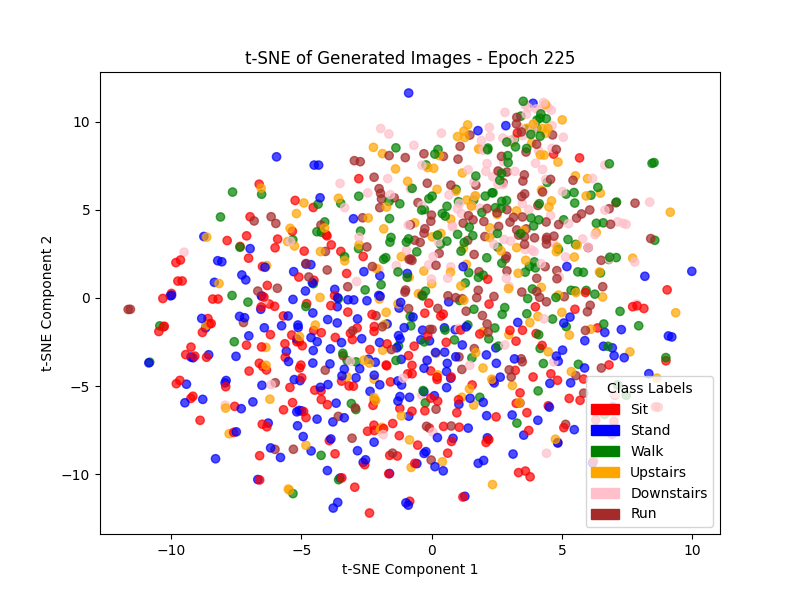 t-SNE of Generated Images - Epoch 225
t-SNE Component 2
10
5
0
−5
−10
Class Labels
Sit
Stand
Walk
Upstairs
Downstairs
Run
−10
−5
0
5
10
t-SNE Component 1